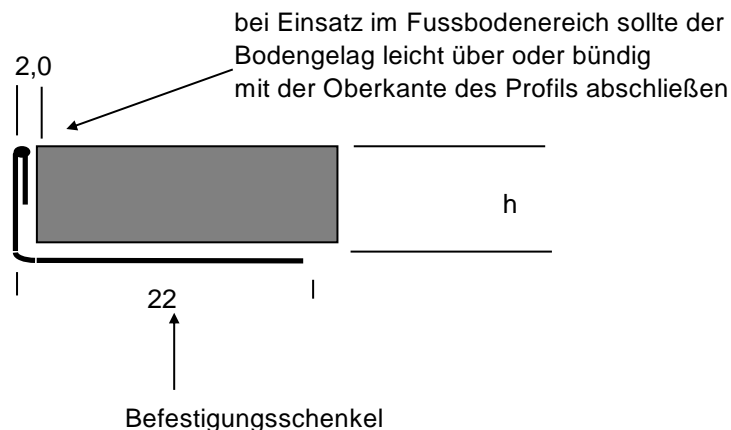 bei Einsatz im Fussbodenereich sollte der
Bodengelag leicht über oder bündig
mit der Oberkante des Profils abschließen
2,0
h
22
Befestigungsschenkel